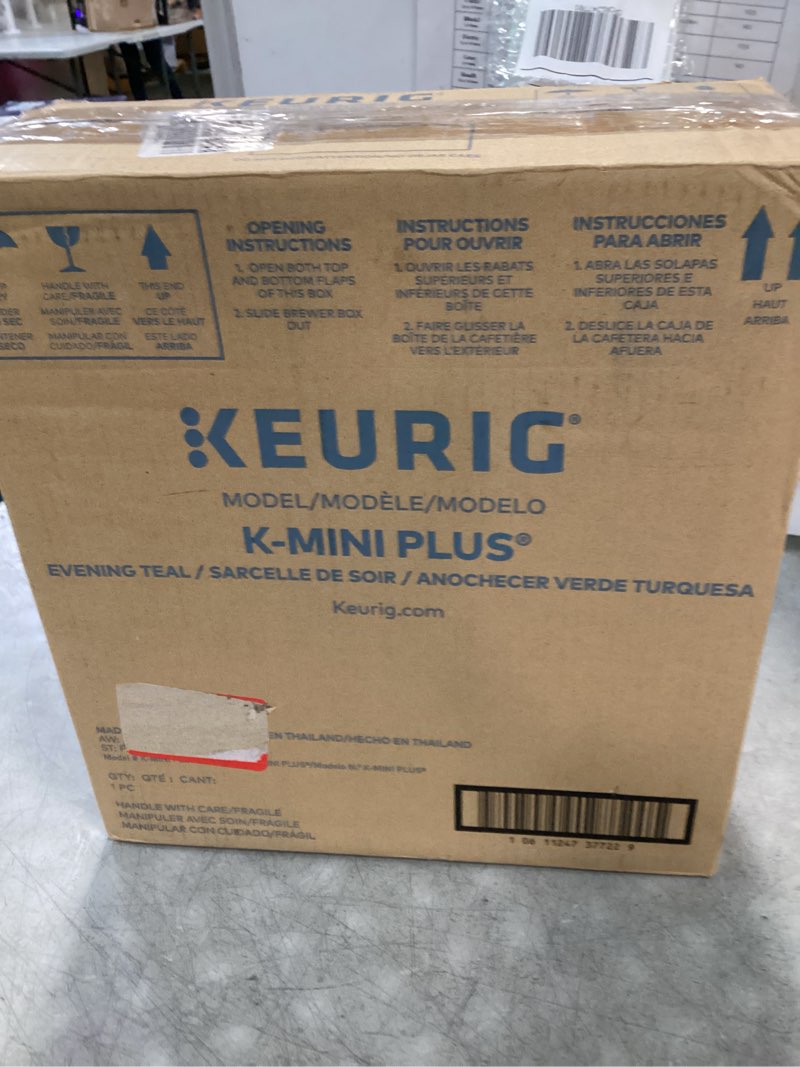 KEURIG
HANDLE WITH
CARE/FRAGILE
MANIPULER AVEC
SOIN/FRAGILE
MANIPULAR CON
CUIDADO/FRÁGIL
THIS END
UP
CE CÔTÉ
VERS LE HAUT
ESTE LADO
ARRIBA
OPENING
INSTRUCTIONS
1. OPEN BOTH TOP
AND BOTTOM FLAPS
OF THIS BOX
2. SLIDE BREWER BOX
OUT
INSTRUCTIONS
POUR OUVRIR
1. OUVRIR LES RABATS
SUPÉRIEURS ET
INFÉRIEURS DE CETTE
BOÎTE
2. FAIRE GLISSER LA
BOÎTE DE LA CAFETIÈRE
VERS L'EXTÉRIEUR
INSTRUCCIONES
PARA ABRIR
1. ABRA LAS SOLAPAS
SUPERIORES E
INFERIORES DE ESTA
CAJA
2. DESLICE LA CAJA DE
LA CAFETERA HACIA
AFUERA
UP
HAUT
ARRIBA
KEURIG®
MODEL/MODÈLE/MODELO
K-MINI PLUS®
EVENING TEAL / SARCELLE DE SOIR / ANOCHECER VERDE TURQUESA
Keurig.com
EN THAILAND/HECHO EN THAILAND
QTY: QTÉ : CANT:
1 PC
HANDLE WITH CARE/FRAGILE
MANIPULER AVEC SOIN/FRAGILE
MANIPULAR CON CUIDADO/FRÁGIL
1 06 11247 37722 9